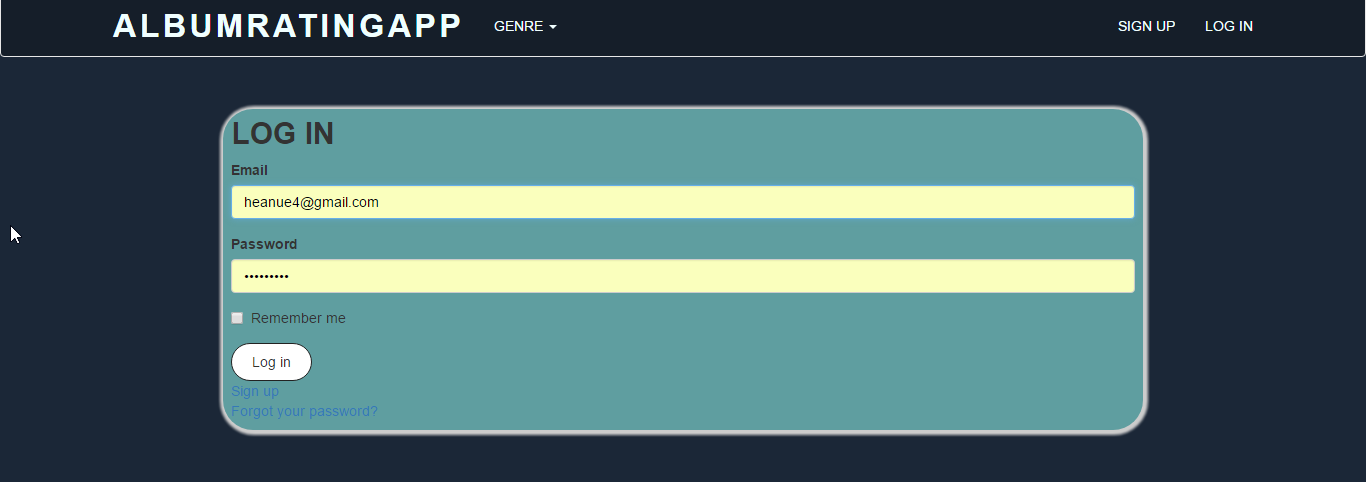 ALBUMRATINGAPP GENRE SIGN UP LOG IN
LOG IN
Email
heanue4@gmail.com
Password
•••••••••
Remember me
Log in
Sign up
Forgot your password?